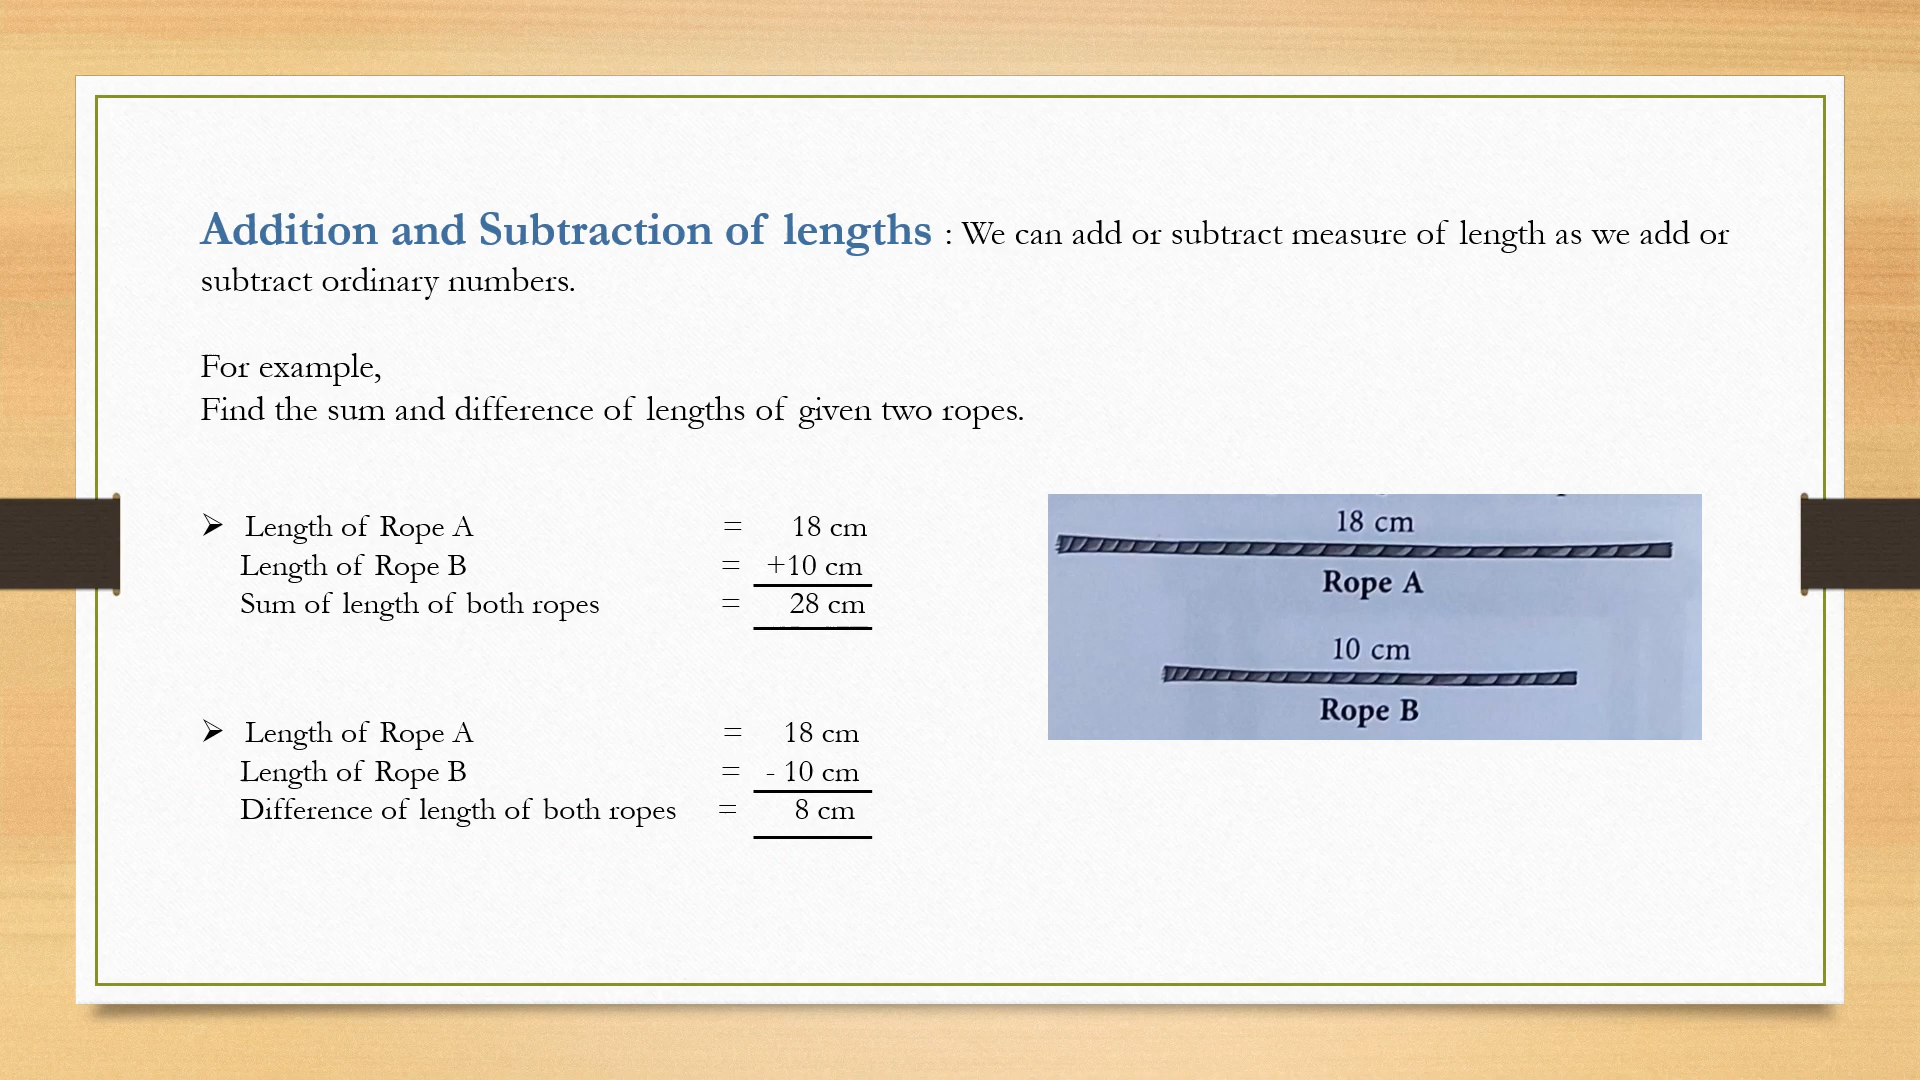 Addition and Subtraction of lengths : We can add or subtract measure of length as we add or
subtract ordinary numbers.
For example,
Find the sum and difference of lengths of given two ropes.
➢ Length of Rope A = 18 cm
Length of Rope B = +10 cm
Sum of length of both ropes = 28 cm
➢ Length of Rope A = 18 cm
Length of Rope B = - 10 cm
Difference of length of both ropes = 8 cm
18 cm
Rope A
10 cm
Rope B